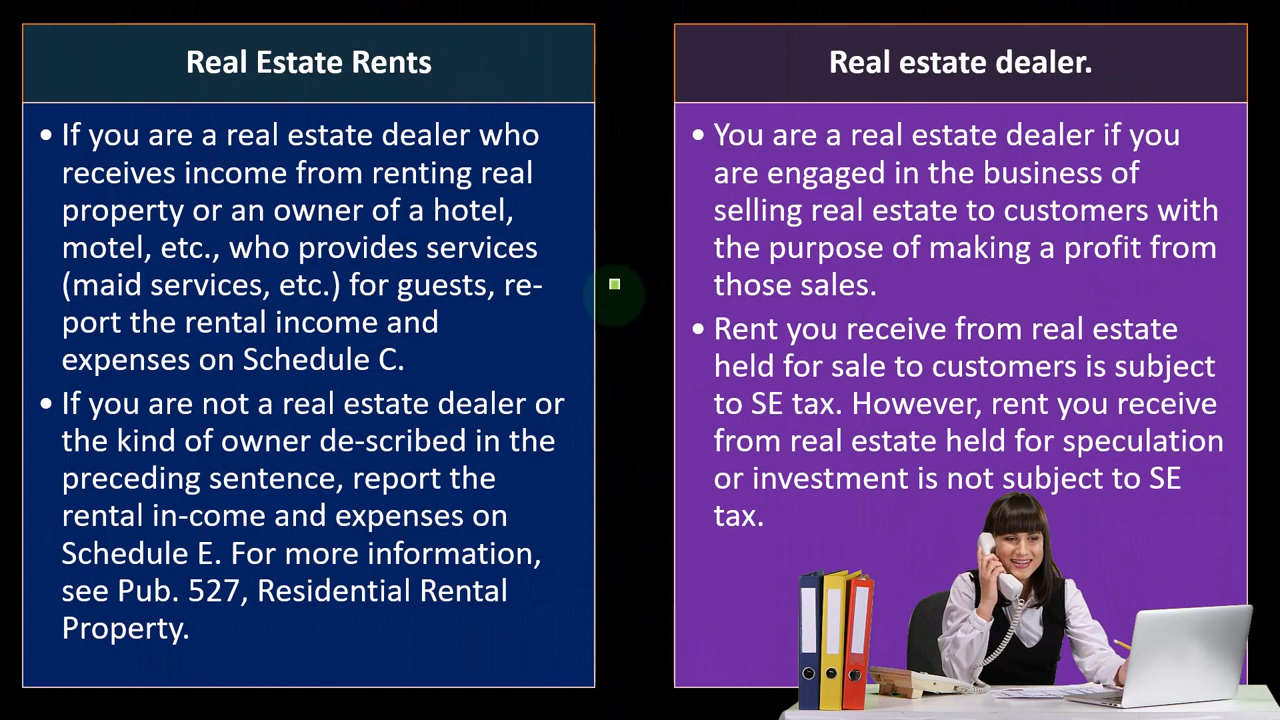 Real Estate Rents
• If you are a real estate dealer who
receives income from renting real
property or an owner of a hotel,
motel, etc., who provides services
(maid services, etc.) for guests, re-
port the rental income and
expenses on Schedule C.
• If you are not a real estate dealer or
the kind of owner de-scribed in the
preceding sentence, report the
rental in-come and expenses on
Schedule E. For more information,
see Pub. 527, Residential Rental
Property.
Real estate dealer.
• You are a real estate dealer if you
are engaged in the business of
selling real estate to customers with
the purpose of making a profit from
those sales.
• Rent you receive from real estate
held for sale to customers is subject
to SE tax. However, rent you receive
from real estate held for speculation
or investment is not subject to SE
tax.